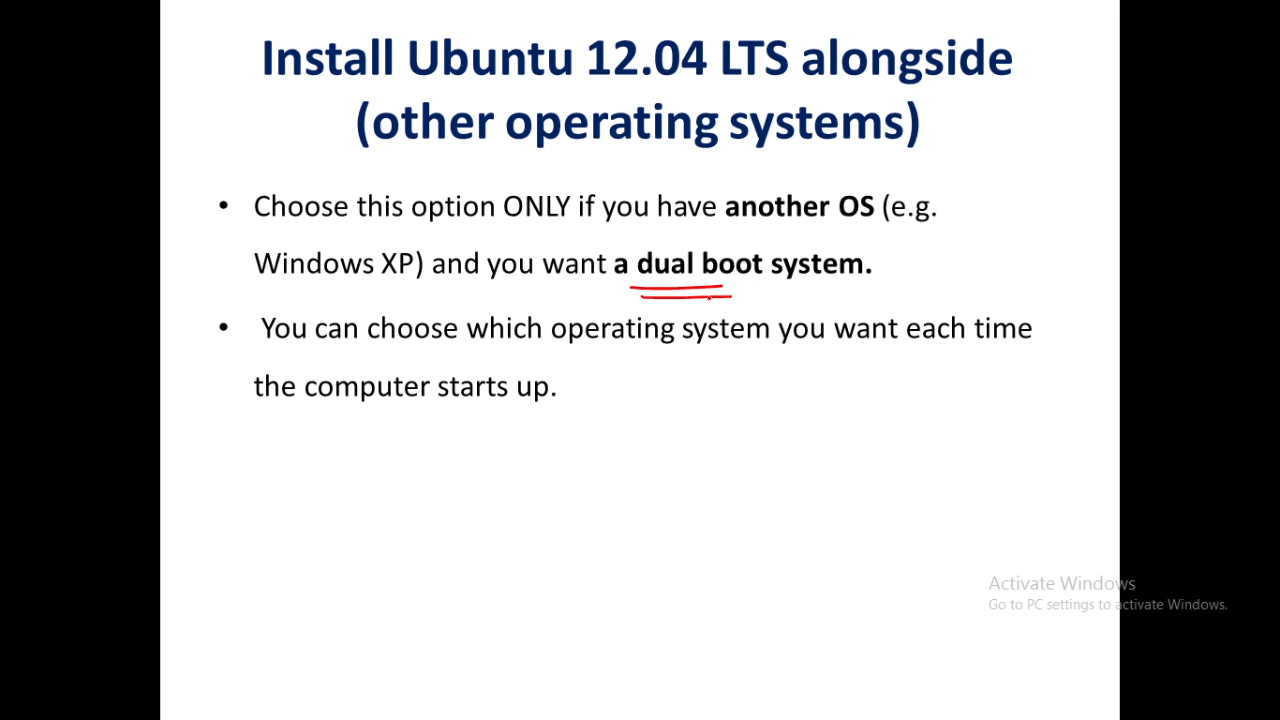 Install Ubuntu 12.04 LTS alongside
(other operating systems)
• Choose this option ONLY if you have another OS (e.g.
Windows XP) and you want a dual boot system.
• You can choose which operating system you want each time
the computer starts up.
Activate Windows
Go to PC settings to activate Windows.